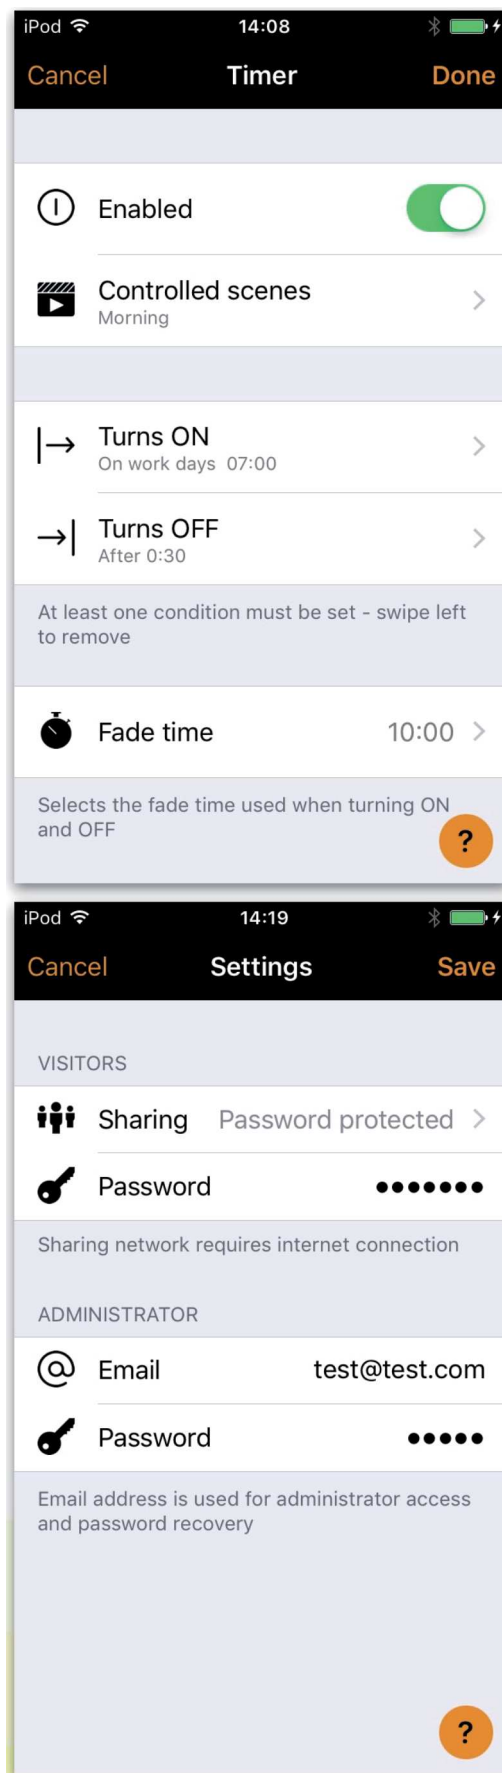 iPod 14:08
Cancel Timer Done
Enabled
Controlled scenes
Morning
Turns ON
On work days 07:00
Turns OFF
After 0:30
At least one condition must be set - swipe left
to remove
Fade time 10:00
Selects the fade time used when turning ON
and OFF
?
iPod 14:19
Cancel Settings Save
VISITORS
Sharing Password protected
Password •••••••
Sharing network requires internet connection
ADMINISTRATOR
Email test@test.com
Password •••••
Email address is used for administrator access
and password recovery
?